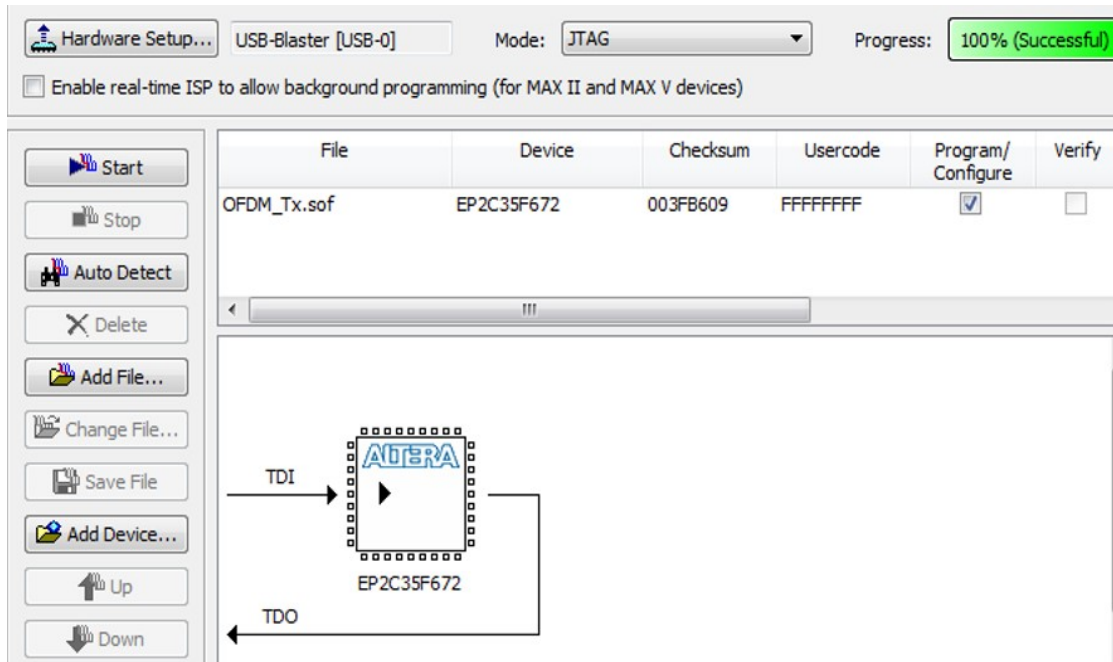 Hardware Setup... USB-Blaster [USB-0] Mode: JTAG Progress: 100% (Successful)
Enable real-time ISP to allow background programming (for MAX II and MAX V devices)
Start
Stop
Auto Detect
Delete
Add File...
Change File...
Save File
Add Device...
Up
Down
File Device Checksum Usercode Program/ Configure Verify
OFDM_Tx.sof EP2C35F672 003FB609 FFFFFFFF
ALTERA
TDI
EP2C35F672
TDO